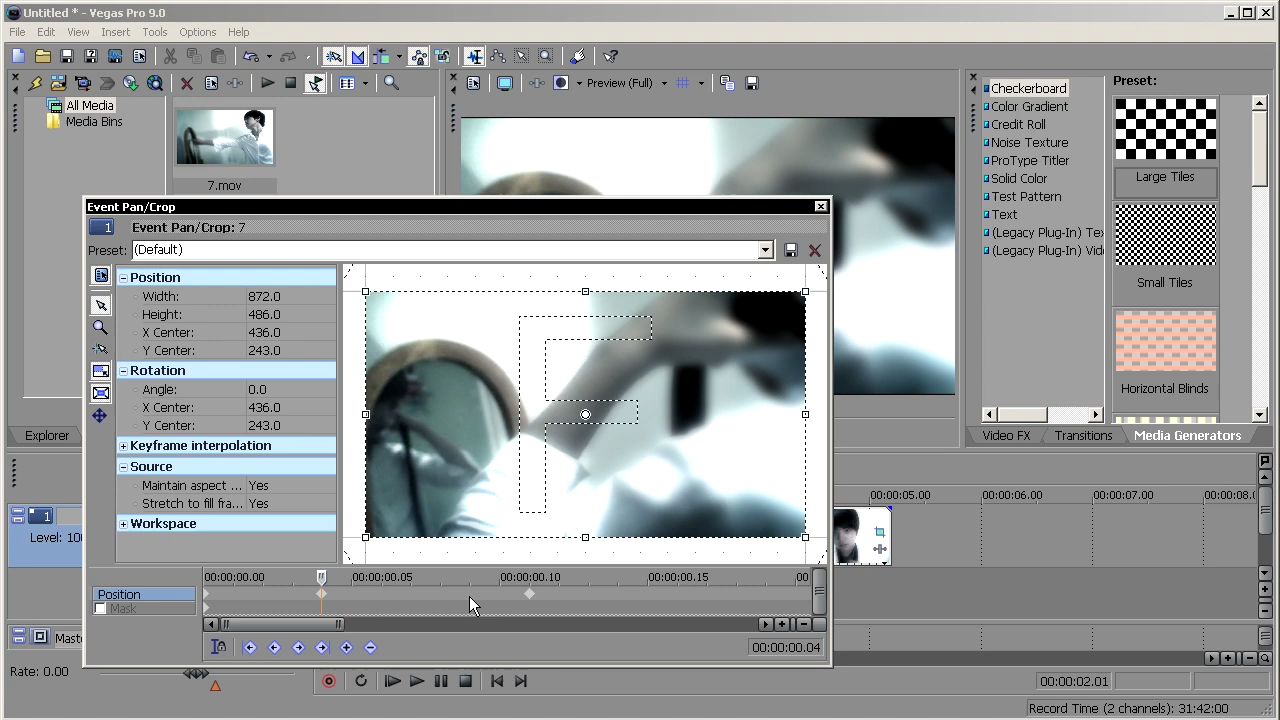 Untitled * - Vegas Pro 9.0
File Edit View Insert Tools Options Help
Preview (Full)
All Media
Media Bins
7.mov
Checkerboard
Color Gradient
Credit Roll
Noise Texture
ProType Titler
Solid Color
Test Pattern
Text
(Legacy Plug-In) Te
(Legacy Plug-In) Vid
Preset:
Large Tiles
Small Tiles
Horizontal Blinds
Explorer
Video FX Transitions Media Generators
Event Pan/Crop
1 Event Pan/Crop: 7
Preset: (Default)
Position
Width: 872.0
Height: 486.0
X Center: 436.0
Y Center: 243.0
Rotation
Angle: 0.0
X Center: 436.0
Y Center: 243.0
Keyframe interpolation
Source
Maintain aspect ... Yes
Stretch to fill fra... Yes
Workspace
00:00:00.00 00:00:00.05 00:00:00.10 00:00:00.15 00
Position
Mask
00:00:00.04
00:00:05.00 00:00:06.00 00:00:07.00 00:00:08.0
1
Level: 100
Maste
Rate: 0.00
00:00:02.01
Record Time (2 channels): 31:42:00